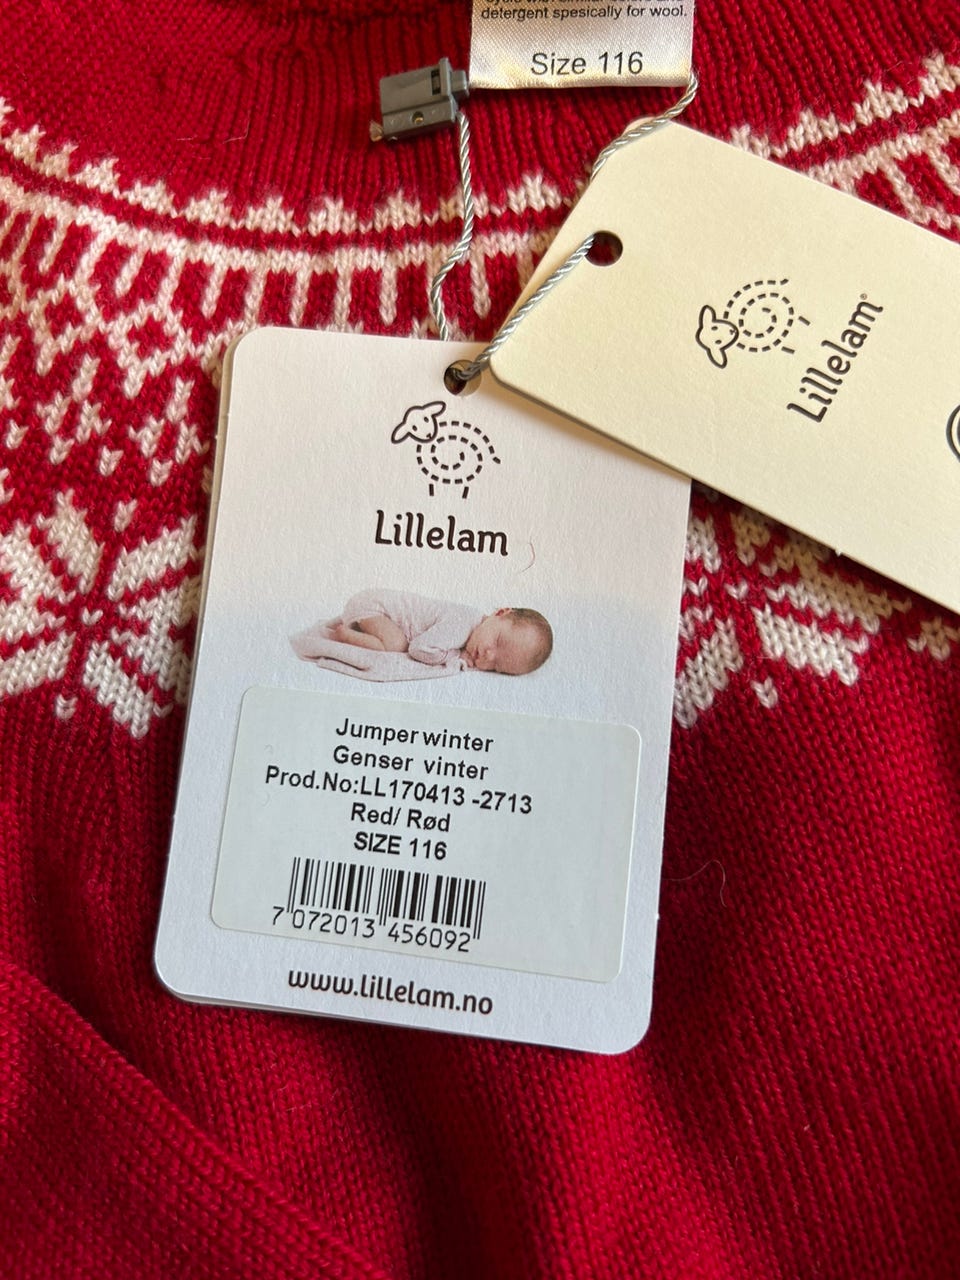 detergent spesically for wool.
Size 116
Lillelam®
Lillelam
Jumper winter
Genser vinter
Prod.No:LL170413 -2713
Red/ Rød
SIZE 116
7 072013 456092
www.lillelam.no